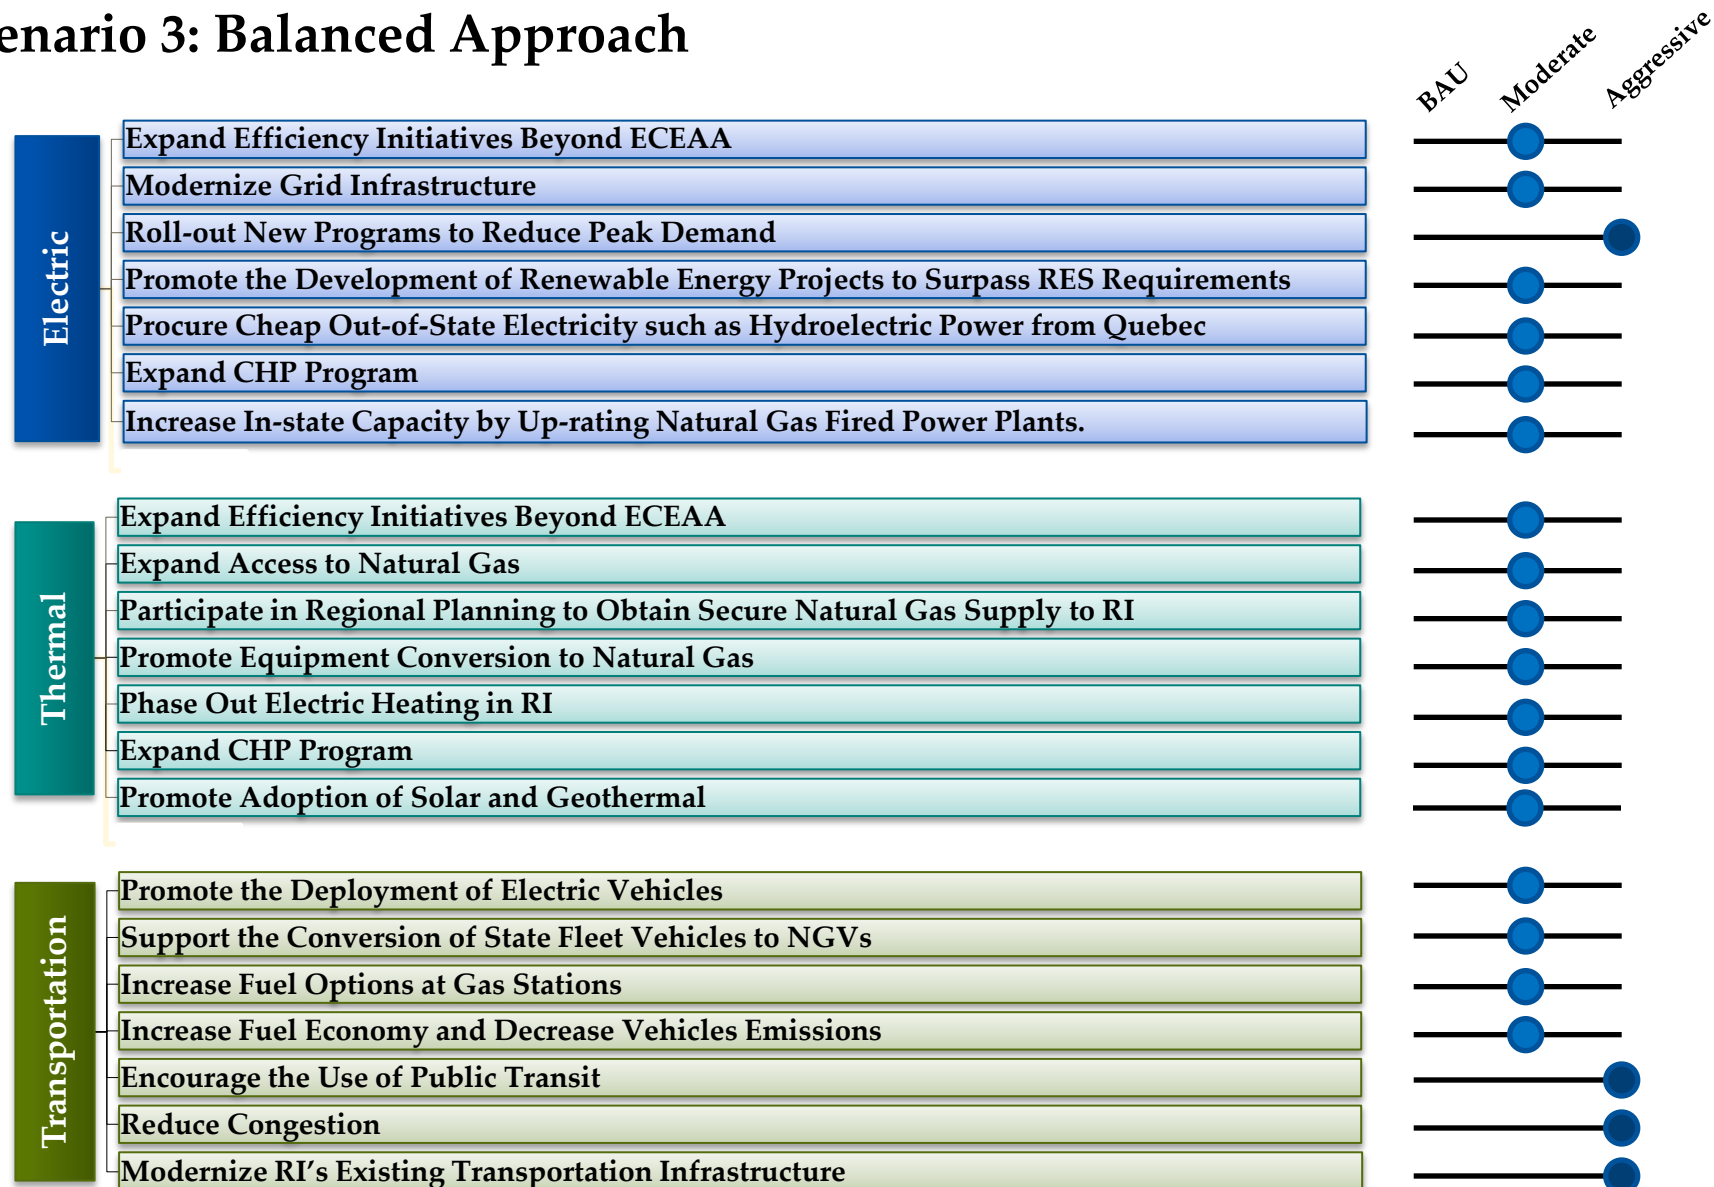 enario 3: Balanced Approach
BAU
Moderate
Aggressive
Electric
Expand Efficiency Initiatives Beyond ECEAA
Modernize Grid Infrastructure
Roll-out New Programs to Reduce Peak Demand
Promote the Development of Renewable Energy Projects to Surpass RES Requirements
Procure Cheap Out-of-State Electricity such as Hydroelectric Power from Quebec
Expand CHP Program
Increase In-state Capacity by Up-rating Natural Gas Fired Power Plants.
Thermal
Expand Efficiency Initiatives Beyond ECEAA
Expand Access to Natural Gas
Participate in Regional Planning to Obtain Secure Natural Gas Supply to RI
Promote Equipment Conversion to Natural Gas
Phase Out Electric Heating in RI
Expand CHP Program
Promote Adoption of Solar and Geothermal
Transportation
Promote the Deployment of Electric Vehicles
Support the Conversion of State Fleet Vehicles to NGVs
Increase Fuel Options at Gas Stations
Increase Fuel Economy and Decrease Vehicles Emissions
Encourage the Use of Public Transit
Reduce Congestion
Modernize RI’s Existing Transportation Infrastructure